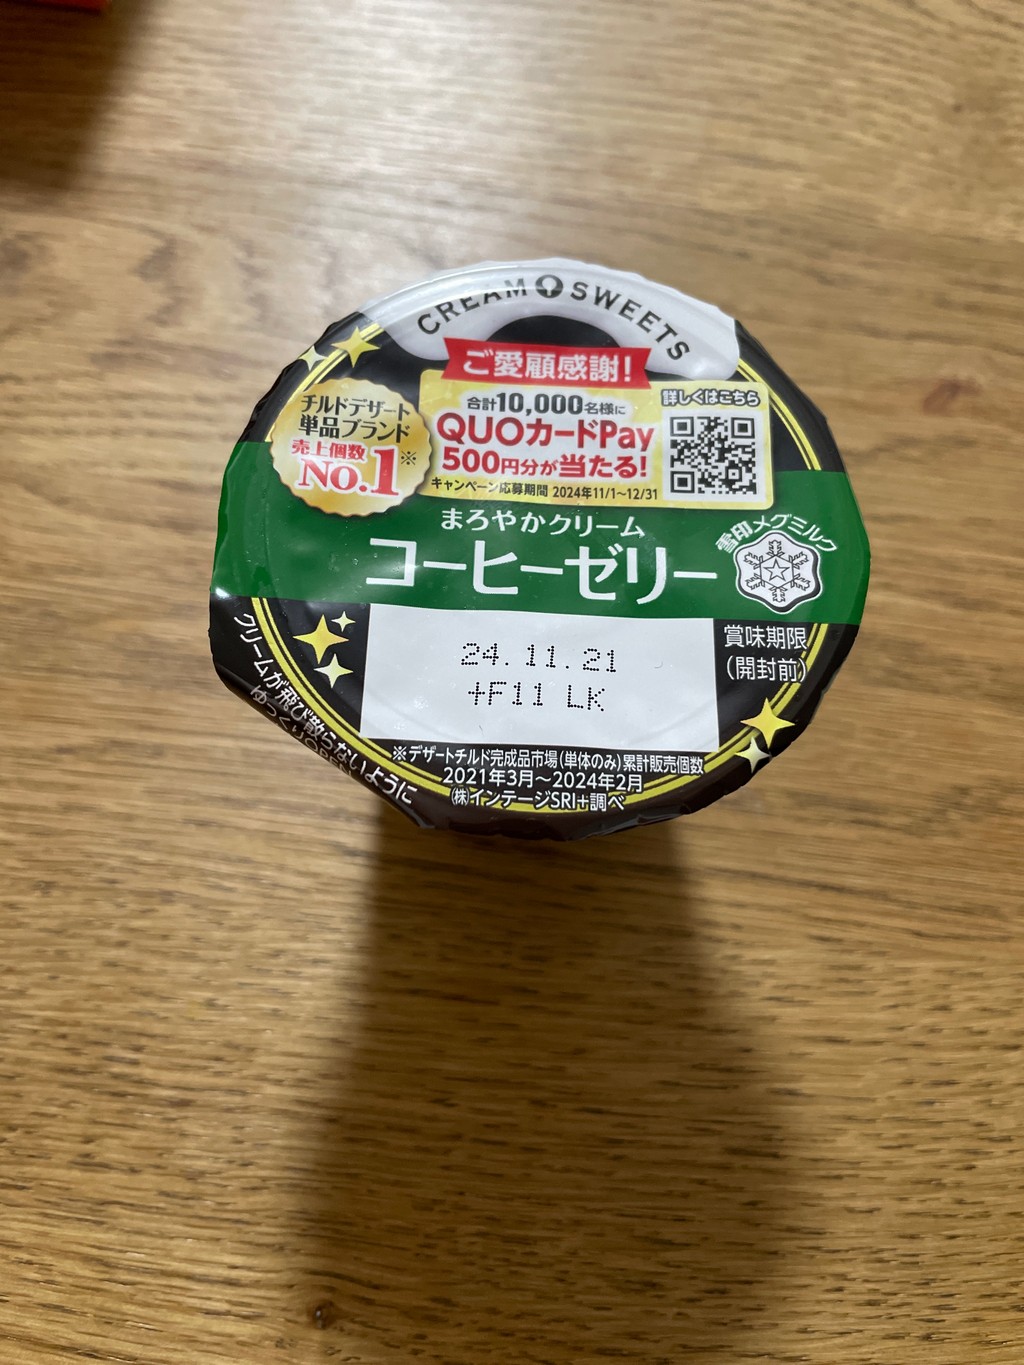 CREAM SWEETS
ご愛顧感謝!
チルドデザート
単品ブランド
売上個数
No.1※
合計10,000名様に
QUOカードPay
500円分が当たる!
キャンペーン応募期間 2024年11/1〜12/31
詳しくはこちら
まろやかクリーム
コーヒーゼリー
雪印メグミルク
賞味期限
(開封前)
24.11.21
+F11 LK
クリームが飛び散らないように
ゆっくりOPEN
※デザートチルド完成品市場(単体のみ)累計販売個数
2021年3月〜2024年2月
㈱インテージSRI+調べ